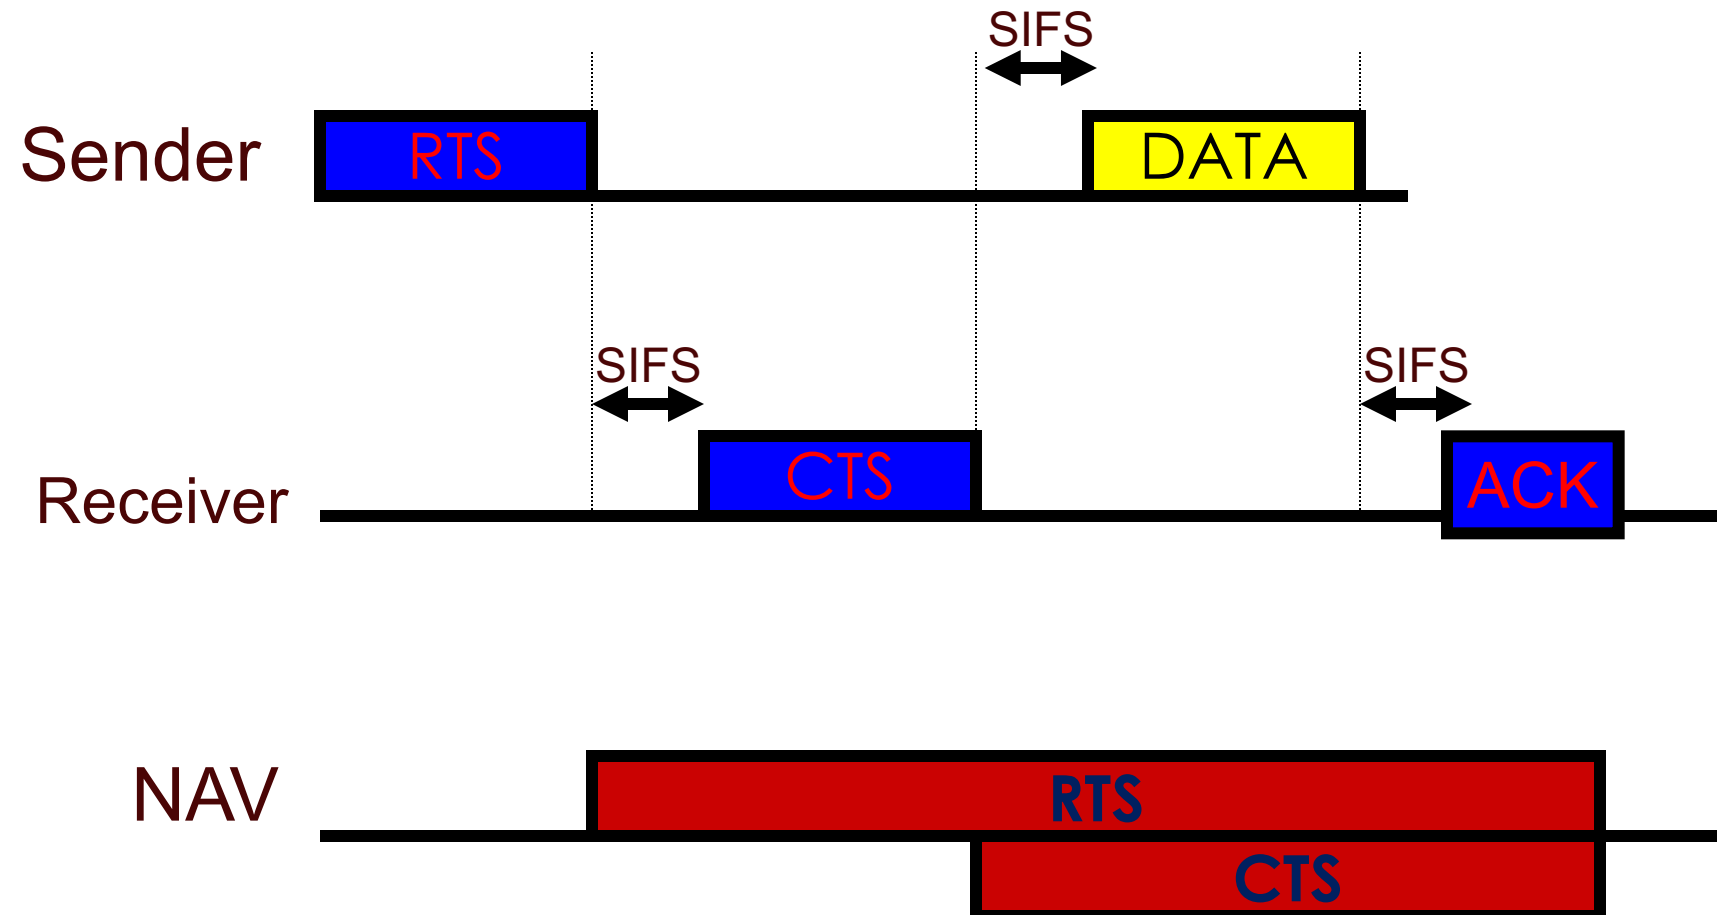 SIFS
Sender
RTS
DATA
SIFS
SIFS
Receiver
CTS
ACK
NAV
RTS
CTS